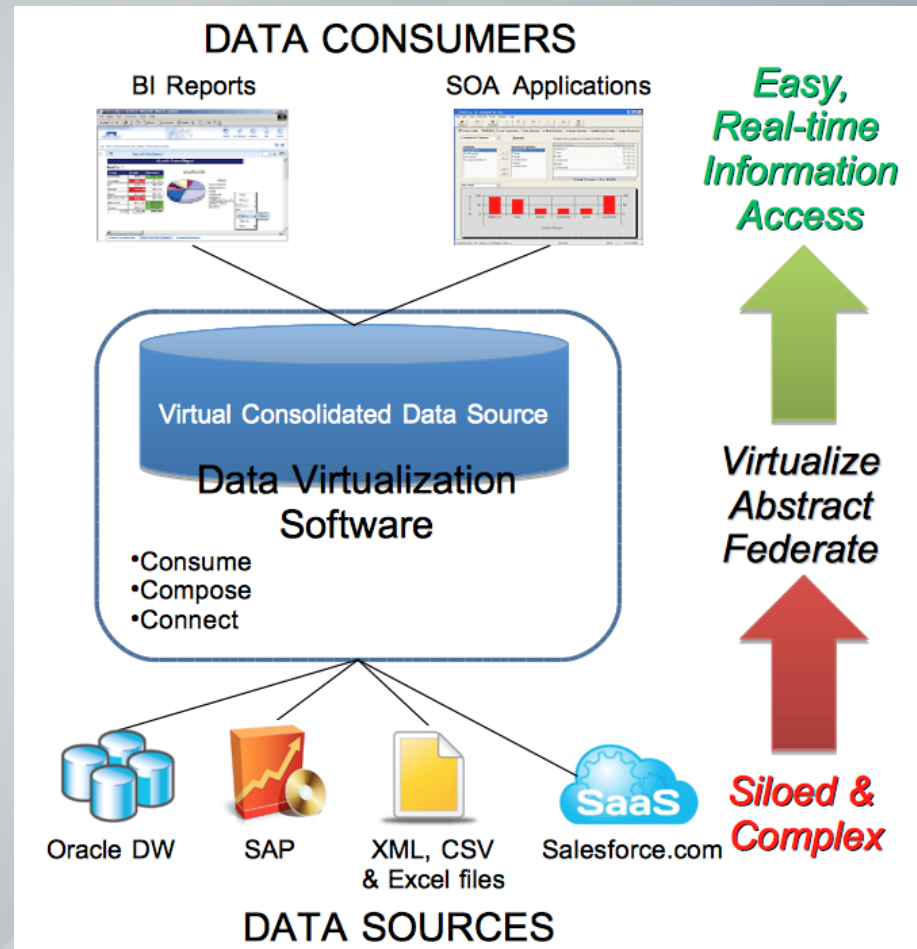 DATA CONSUMERS
BI Reports
SOA Applications
Easy,
Real-time
Information
Access
Virtual Consolidated Data Source
Data Virtualization
Software
•Consume
•Compose
•Connect
Virtualize
Abstract
Federate
SaaS
Oracle DW
SAP
XML, CSV
& Excel files
Salesforce.com
Siloed &
Complex
DATA SOURCES